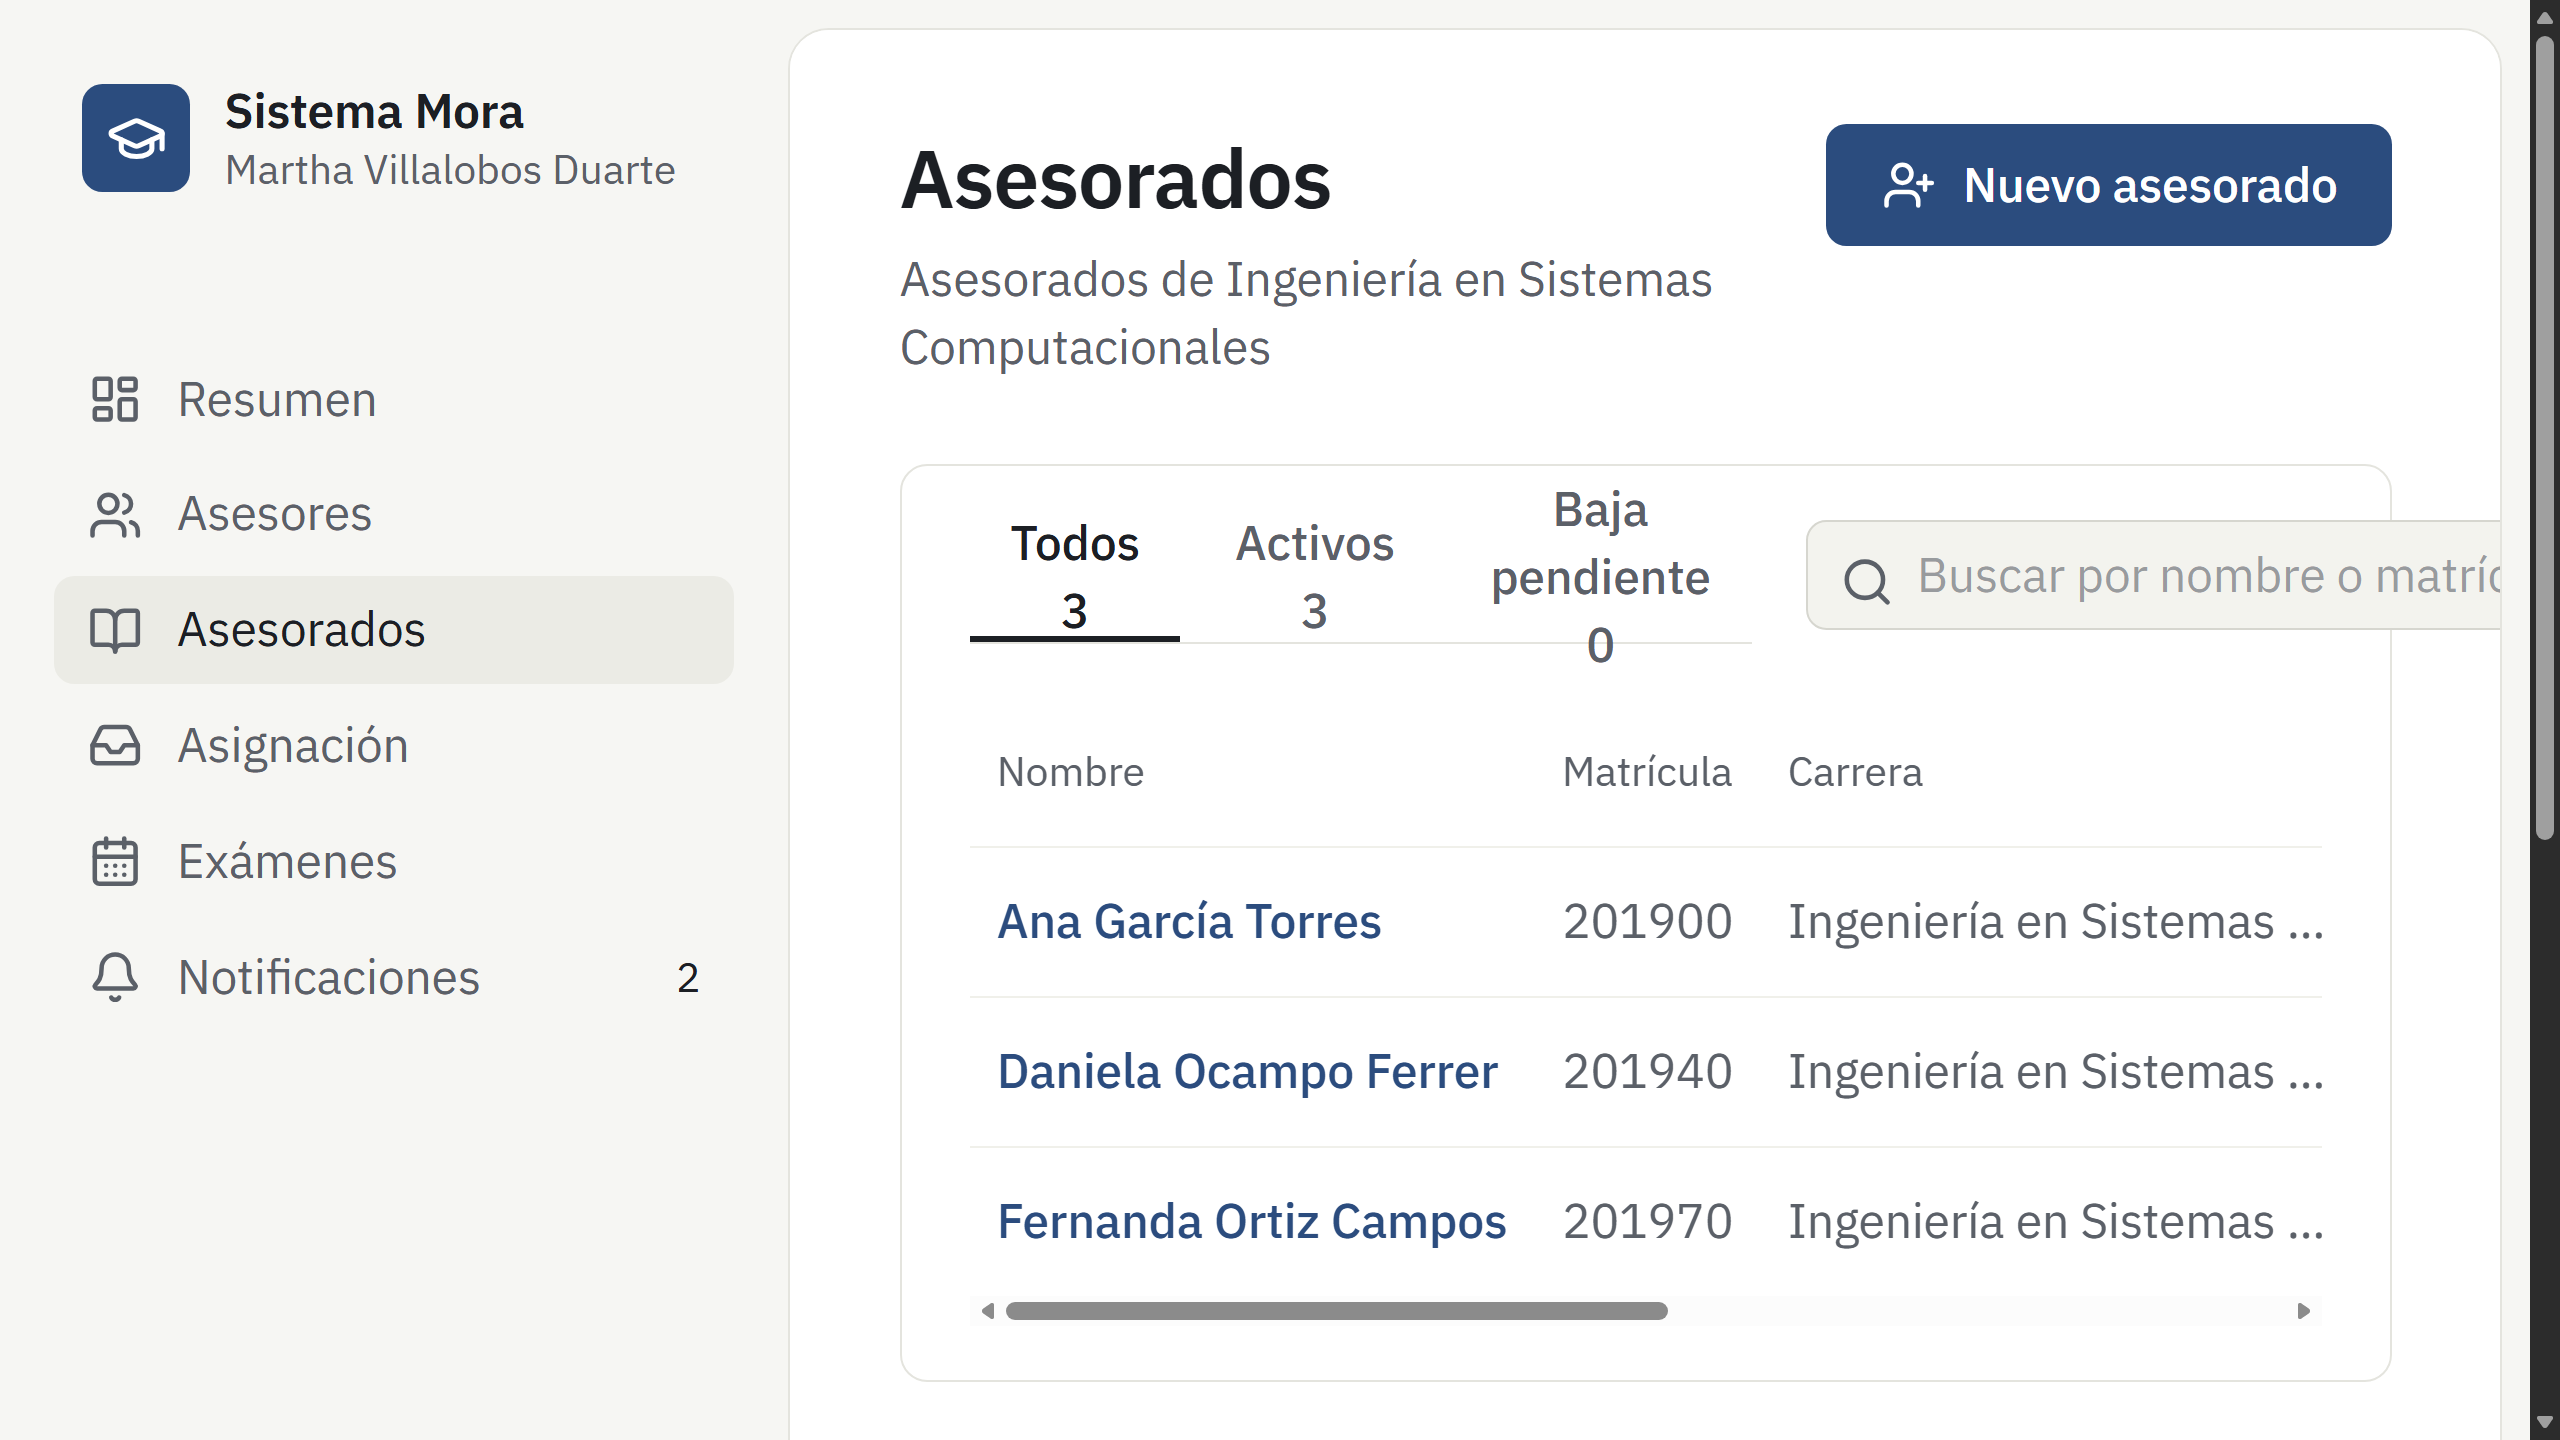 Sistema Mora
Martha Villalobos Duarte
Resumen
Asesores
Asesorados
Asignación
Exámenes
Notificaciones 2
Asesorados
Nuevo asesorado
Asesorados de Ingeniería en Sistemas
Computacionales
Todos
3
Activos
3
Baja
pendiente
0
Buscar por nombre o
Nombre Matrícula Carrera
Ana García Torres 201900 Ingeniería en Sistemas ...
Daniela Ocampo Ferrer 201940 Ingeniería en Sistemas ...
Fernanda Ortiz Campos 201970 Ingeniería en Sistemas ...